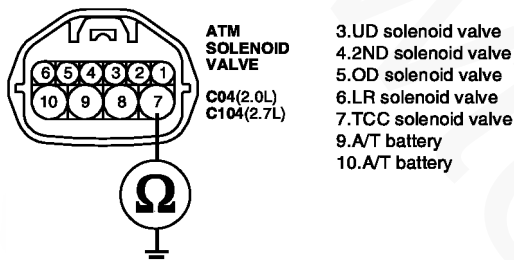 ATM
SOLENOID
VALVE
C04(2.0L)
C104(2.7L)
6 5 4 3 2 1
10 9 8 7
Ω
3.UD solenoid valve
4.2ND solenoid valve
5.OD solenoid valve
6.LR solenoid valve
7.TCC solenoid valve
9.A/T battery
10.A/T battery